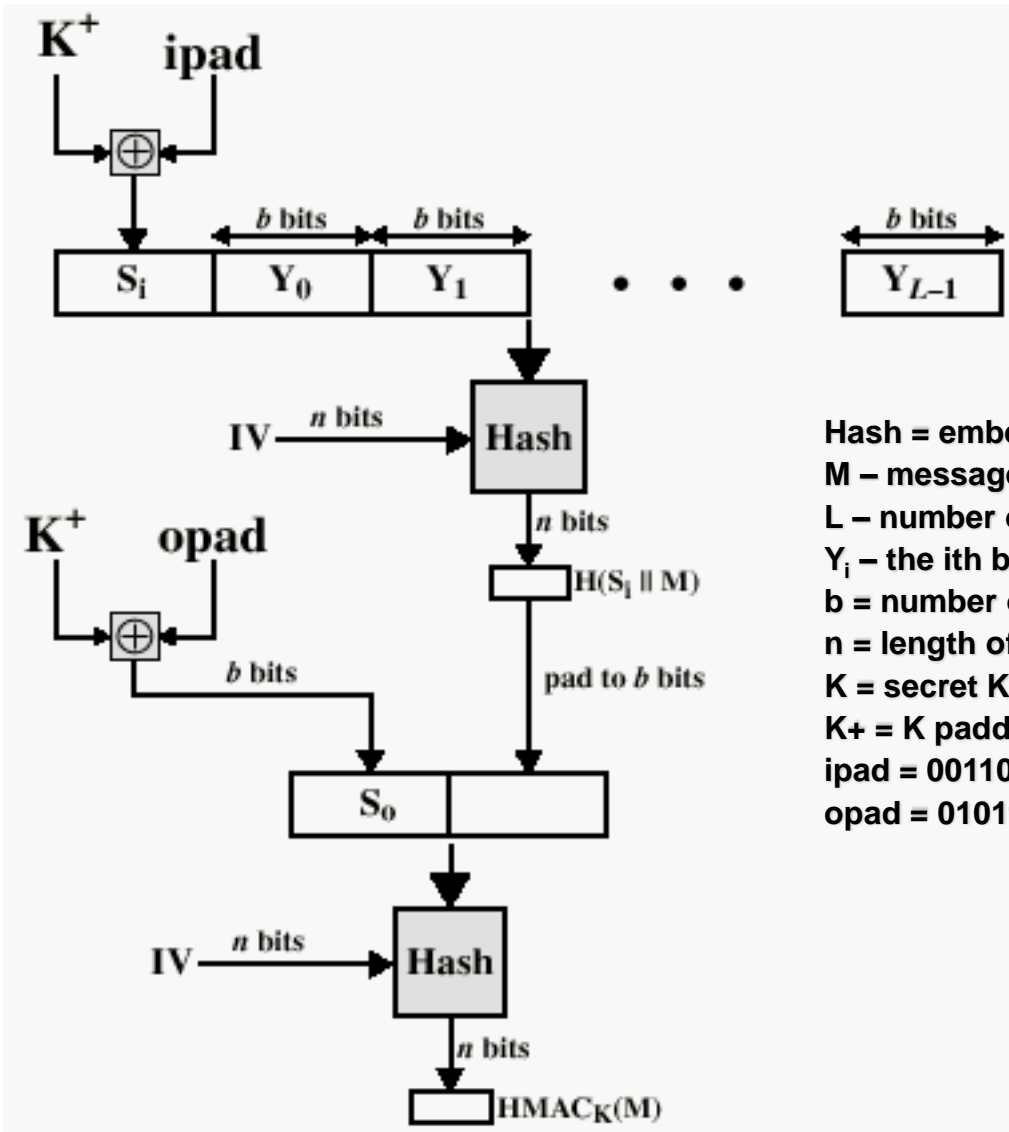 K+ ipad
⊕
b bits b bits b bits
Si Y0 Y1 • • • YL–1
IV n bits Hash
n bits
H(Si || M)
K+ opad
⊕
b bits
pad to b bits
So
IV n bits Hash
n bits
HMACK(M)
Hash = embe
M – message
L – number
Yi – the ith b
b = number
n = length of
K = secret K
K+ = K padd
ipad = 00110
opad = 0101